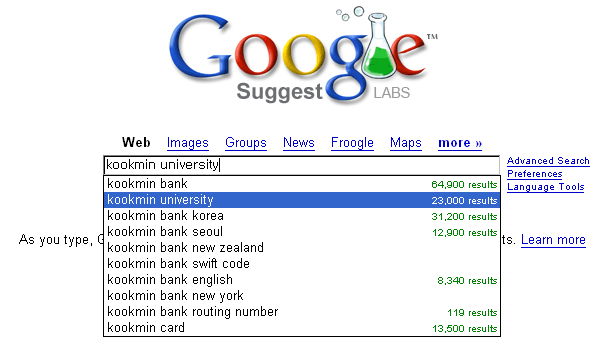 Google™
Suggest LABS
Web Images Groups News Froogle Maps more »
kookmin university
Advanced Search
Preferences
Language Tools
kookmin bank 64,900 results
kookmin university 23,000 results
kookmin bank korea 31,200 results
kookmin bank seoul 12,900 results
kookmin bank new zealand
kookmin bank swift code
kookmin bank english 8,340 results
kookmin bank new york
kookmin bank routing number 119 results
kookmin card 13,500 results
As you type, G ts. Learn more